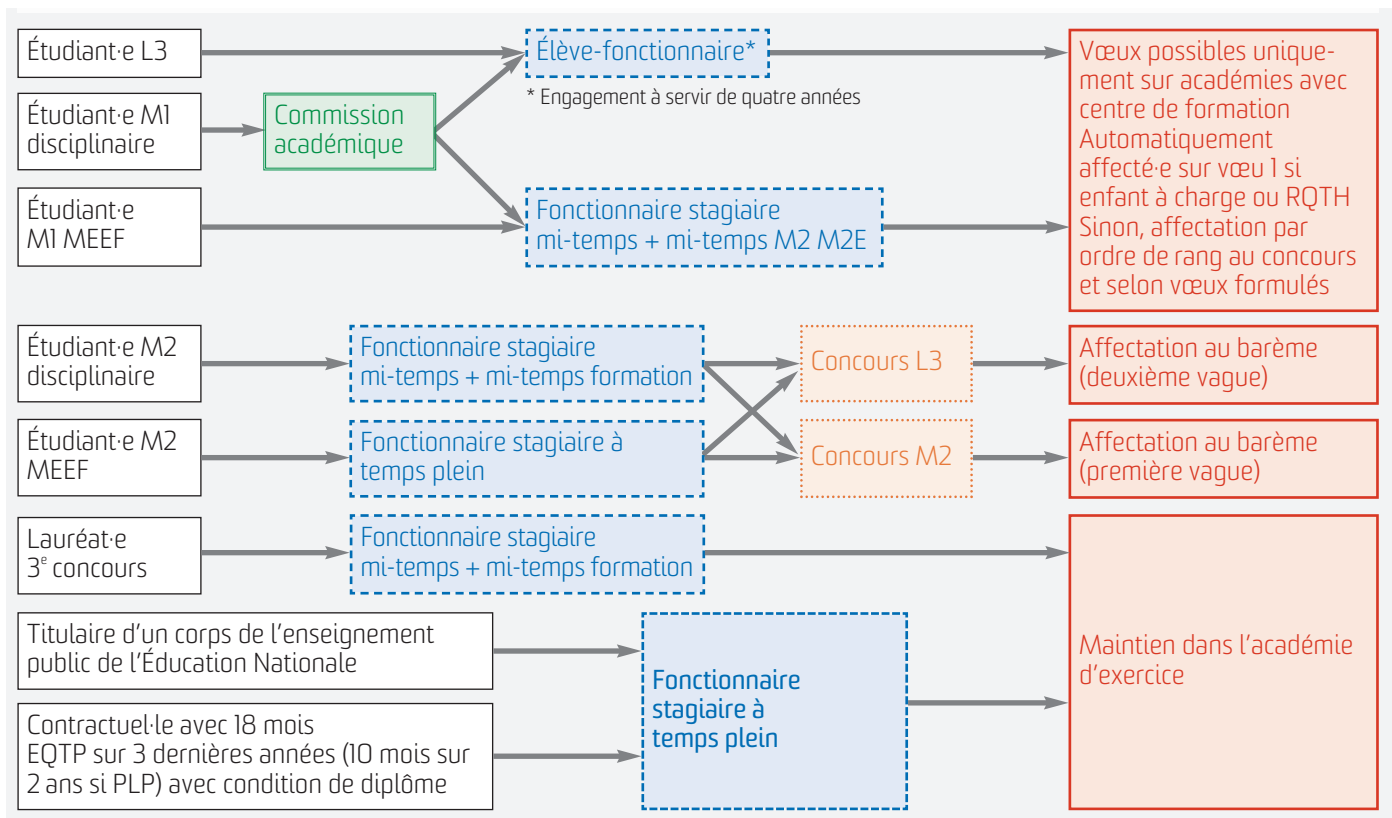 Étudiant·e L3
Élève-fonctionnaire*
* Engagement à servir de quatre années
Étudiant·e M1
disciplinaire
Commission
académique
Étudiant·e
M1 MEEF
Fonctionnaire stagiaire
mi-temps + mi-temps M2 M2E
Vœux possibles unique-
ment sur académies avec
centre de formation
Automatiquement
affecté·e sur vœu 1 si
enfant à charge ou RQTH
Sinon, affectation par
ordre de rang au concours
et selon vœux formulés
Étudiant·e M2
disciplinaire
Fonctionnaire stagiaire
mi-temps + mi-temps formation
Concours L3
Affectation au barème
(deuxième vague)
Étudiant·e M2
MEEF
Fonctionnaire stagiaire à
temps plein
Concours M2
Affectation au barème
(première vague)
Lauréat·e
3e concours
Fonctionnaire stagiaire
mi-temps + mi-temps formation
Titulaire d'un corps de l'enseignement
public de l'Éducation Nationale
Contractuel·le avec 18 mois
EQTP sur 3 dernières années (10 mois sur
2 ans si PLP) avec condition de diplôme
Fonctionnaire
stagiaire à
temps plein
Maintien dans l'académie
d'exercice